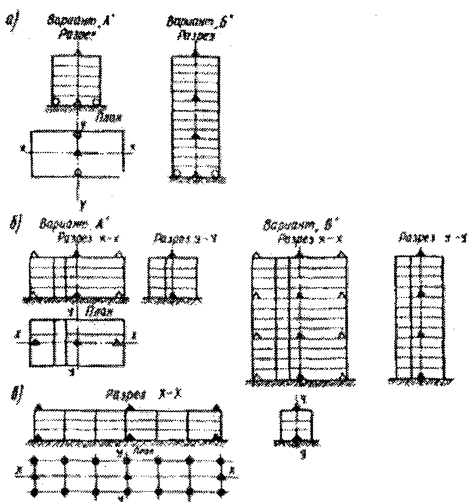 а) Вариант „А" Вариант „Б"
Разрез Разрез
План
У
х х
У
б) Вариант „А" Вариант „Б"
Разрез х-х Разрез У-У Разрез х-х Разрез У-У
У План
х х
У
в) Разрез х-х У
У План У
х х
У